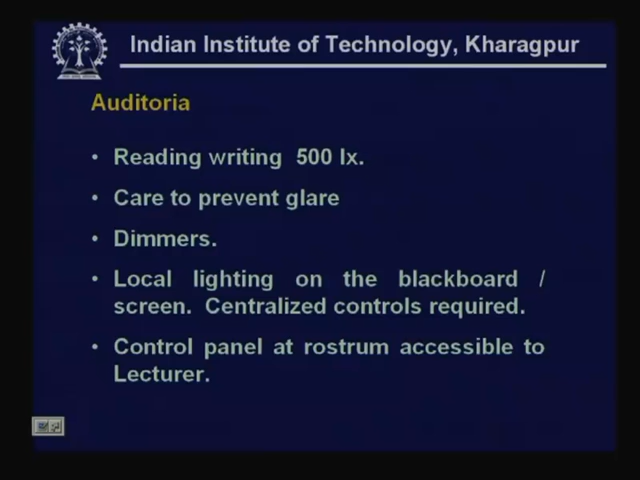 Indian Institute of Technology, Kharagpur
Auditoria
• Reading writing 500 lx.
• Care to prevent glare
• Dimmers.
• Local lighting on the blackboard /
screen. Centralized controls required.
• Control panel at rostrum accessible to
Lecturer.